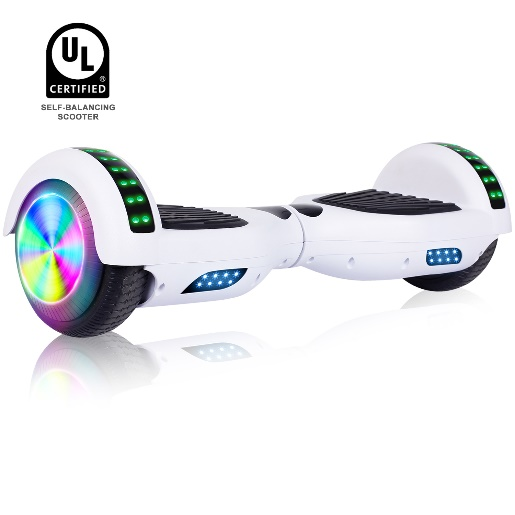 UL
®
CERTIFIED
SELF-BALANCING
SCOOTER